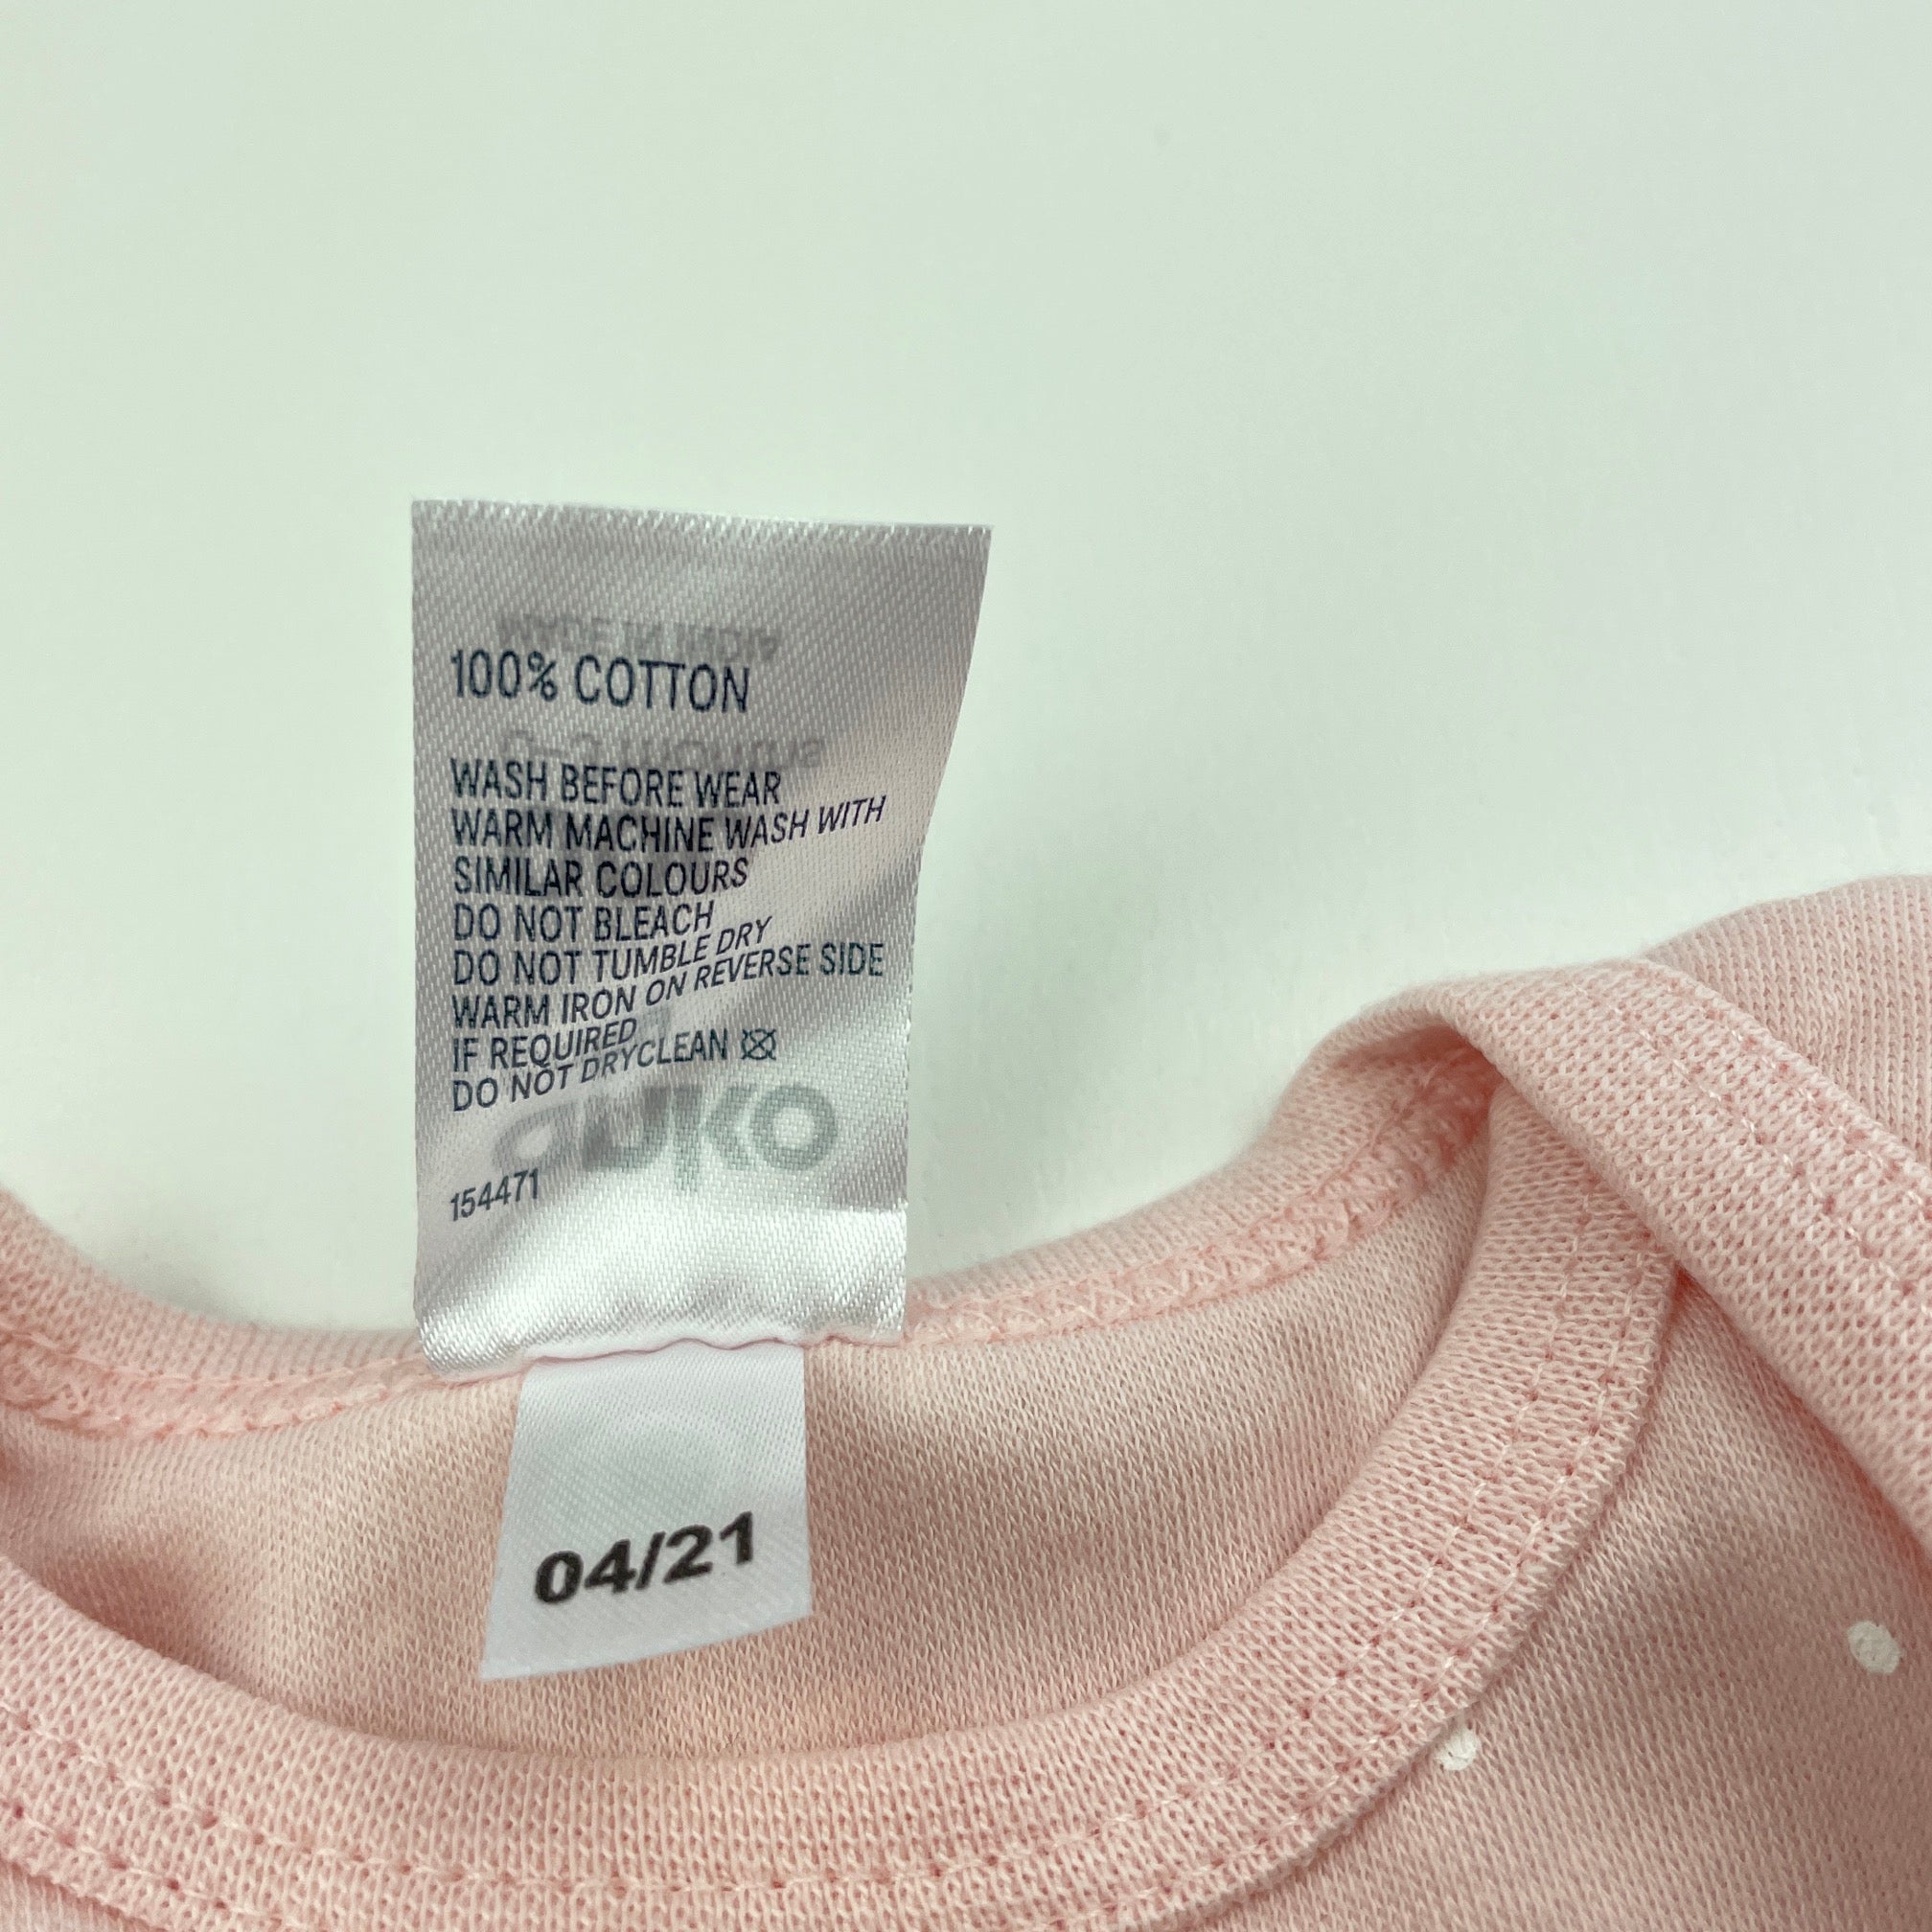 100% COTTON
WASH BEFORE WEAR
WARM MACHINE WASH WITH
SIMILAR COLOURS
DO NOT BLEACH
DO NOT TUMBLE DRY
WARM IRON ON REVERSE SIDE
IF REQUIRED
DO NOT DRYCLEAN
154471
04/21